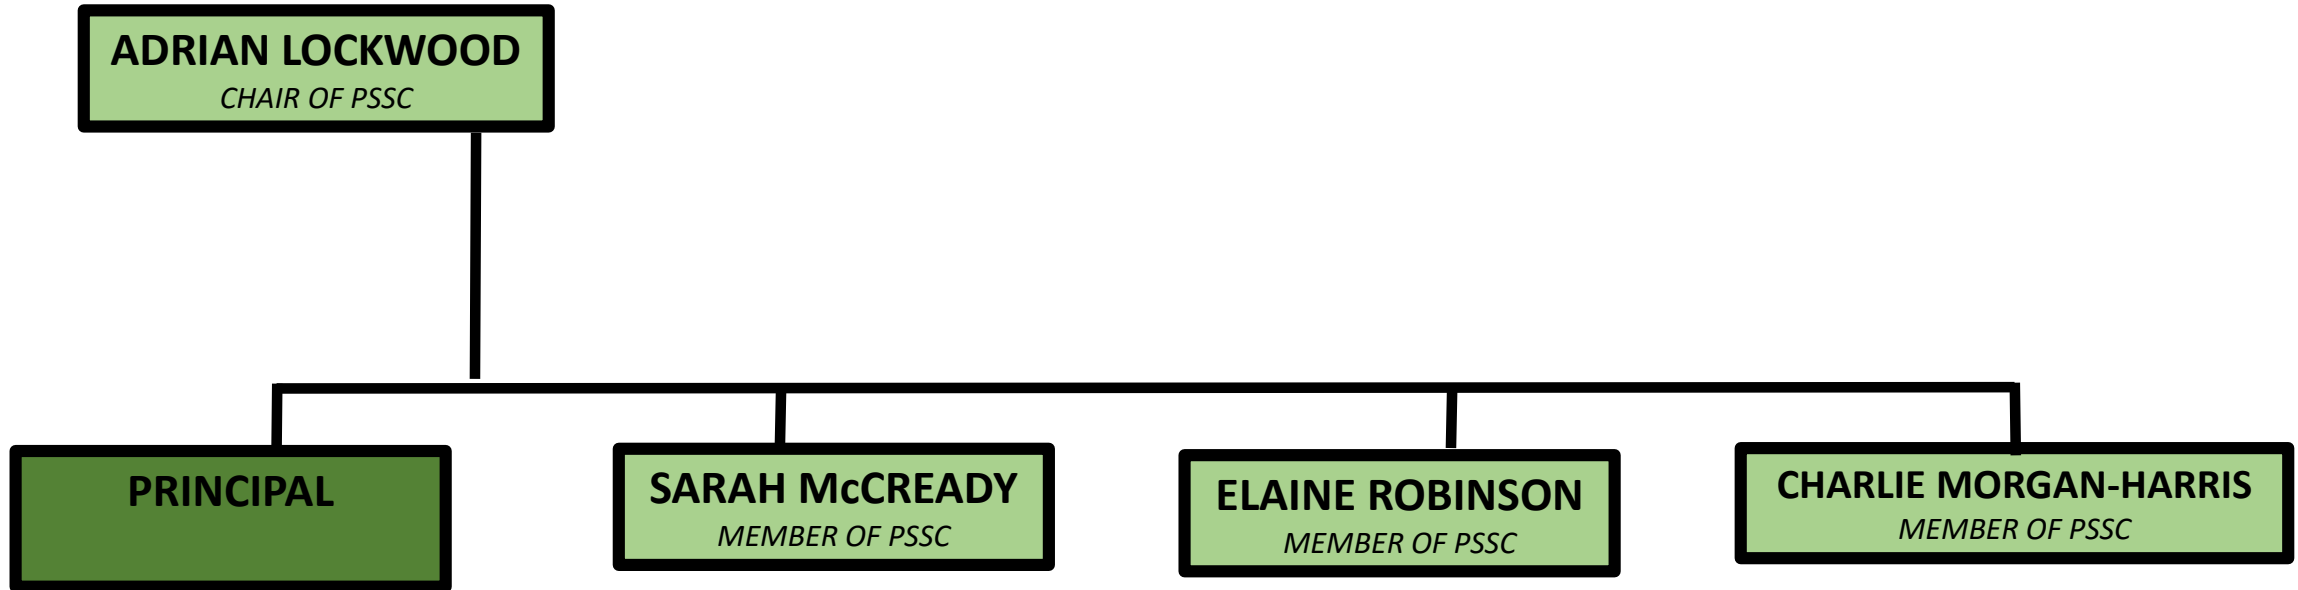 ADRIAN LOCKWOOD
CHAIR OF PSSC
PRINCIPAL
SARAH McCREADY
MEMBER OF PSSC
ELAINE ROBINSON
MEMBER OF PSSC
CHARLIE MORGAN-HARRIS
MEMBER OF PSSC